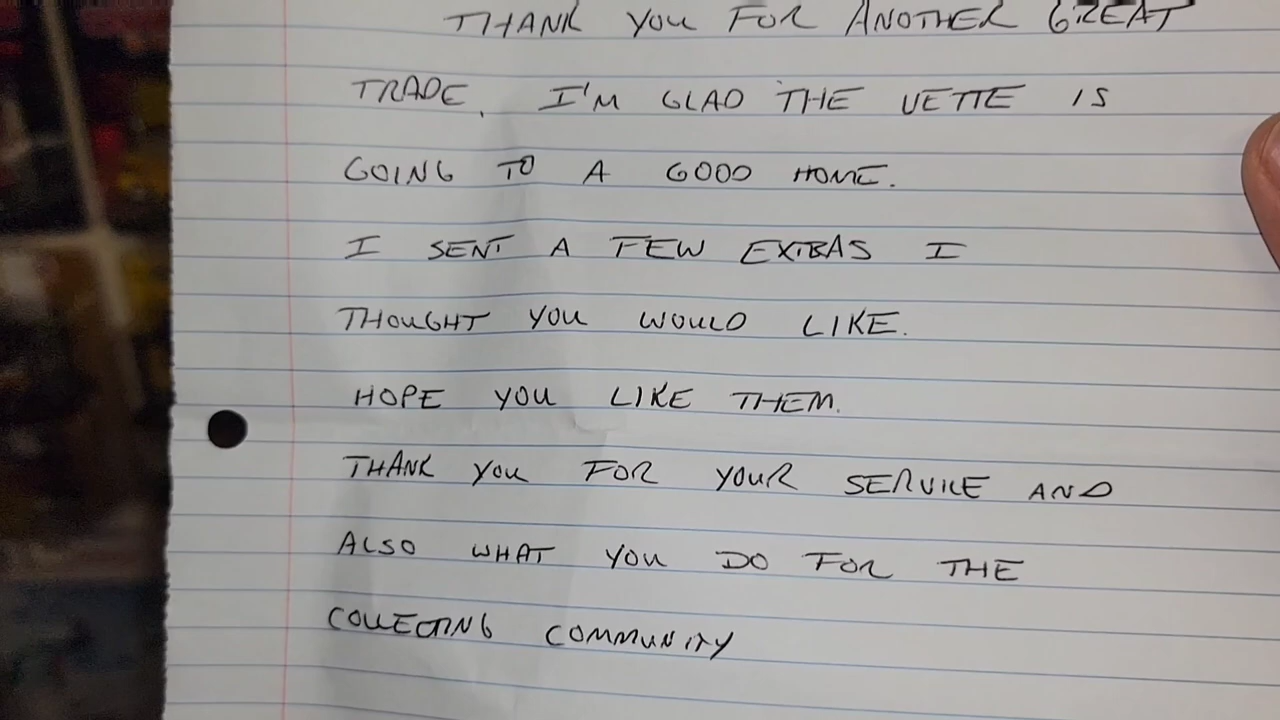 THANK YOU FOR ANOTHER GREAT
TRADE. I'M GLAD THE VETTE IS
GOING TO A GOOD HOME.
I SENT A FEW EXTRAS I
THOUGHT YOU WOULD LIKE.
HOPE YOU LIKE THEM.
THANK YOU FOR YOUR SERVICE AND
ALSO WHAT YOU DO FOR THE
COLLECTING COMMUNITY